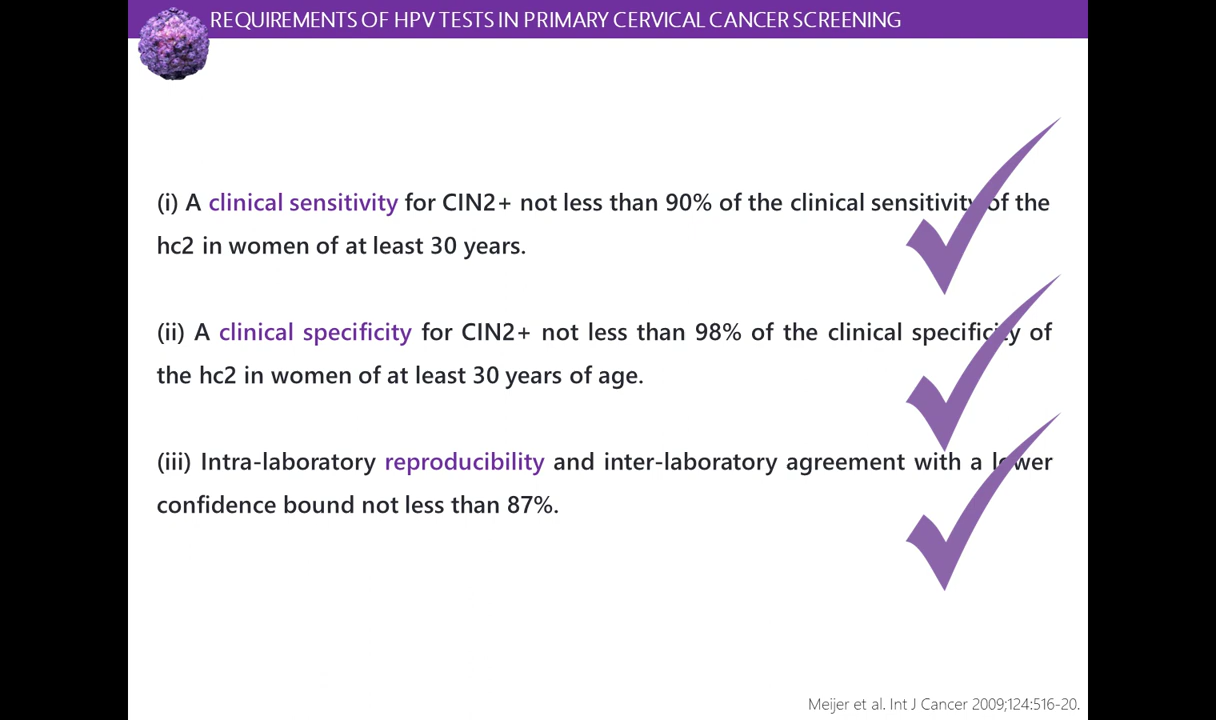 REQUIREMENTS OF HPV TESTS IN PRIMARY CERVICAL CANCER SCREENING
(i) A clinical sensitivity for CIN2+ not less than 90% of the clinical sensitivity of the
hc2 in women of at least 30 years.
(ii) A clinical specificity for CIN2+ not less than 98% of the clinical specificity of
the hc2 in women of at least 30 years of age.
(iii) Intra-laboratory reproducibility and inter-laboratory agreement with a lower
confidence bound not less than 87%.
Meijer et al. Int J Cancer 2009;124:516-20.